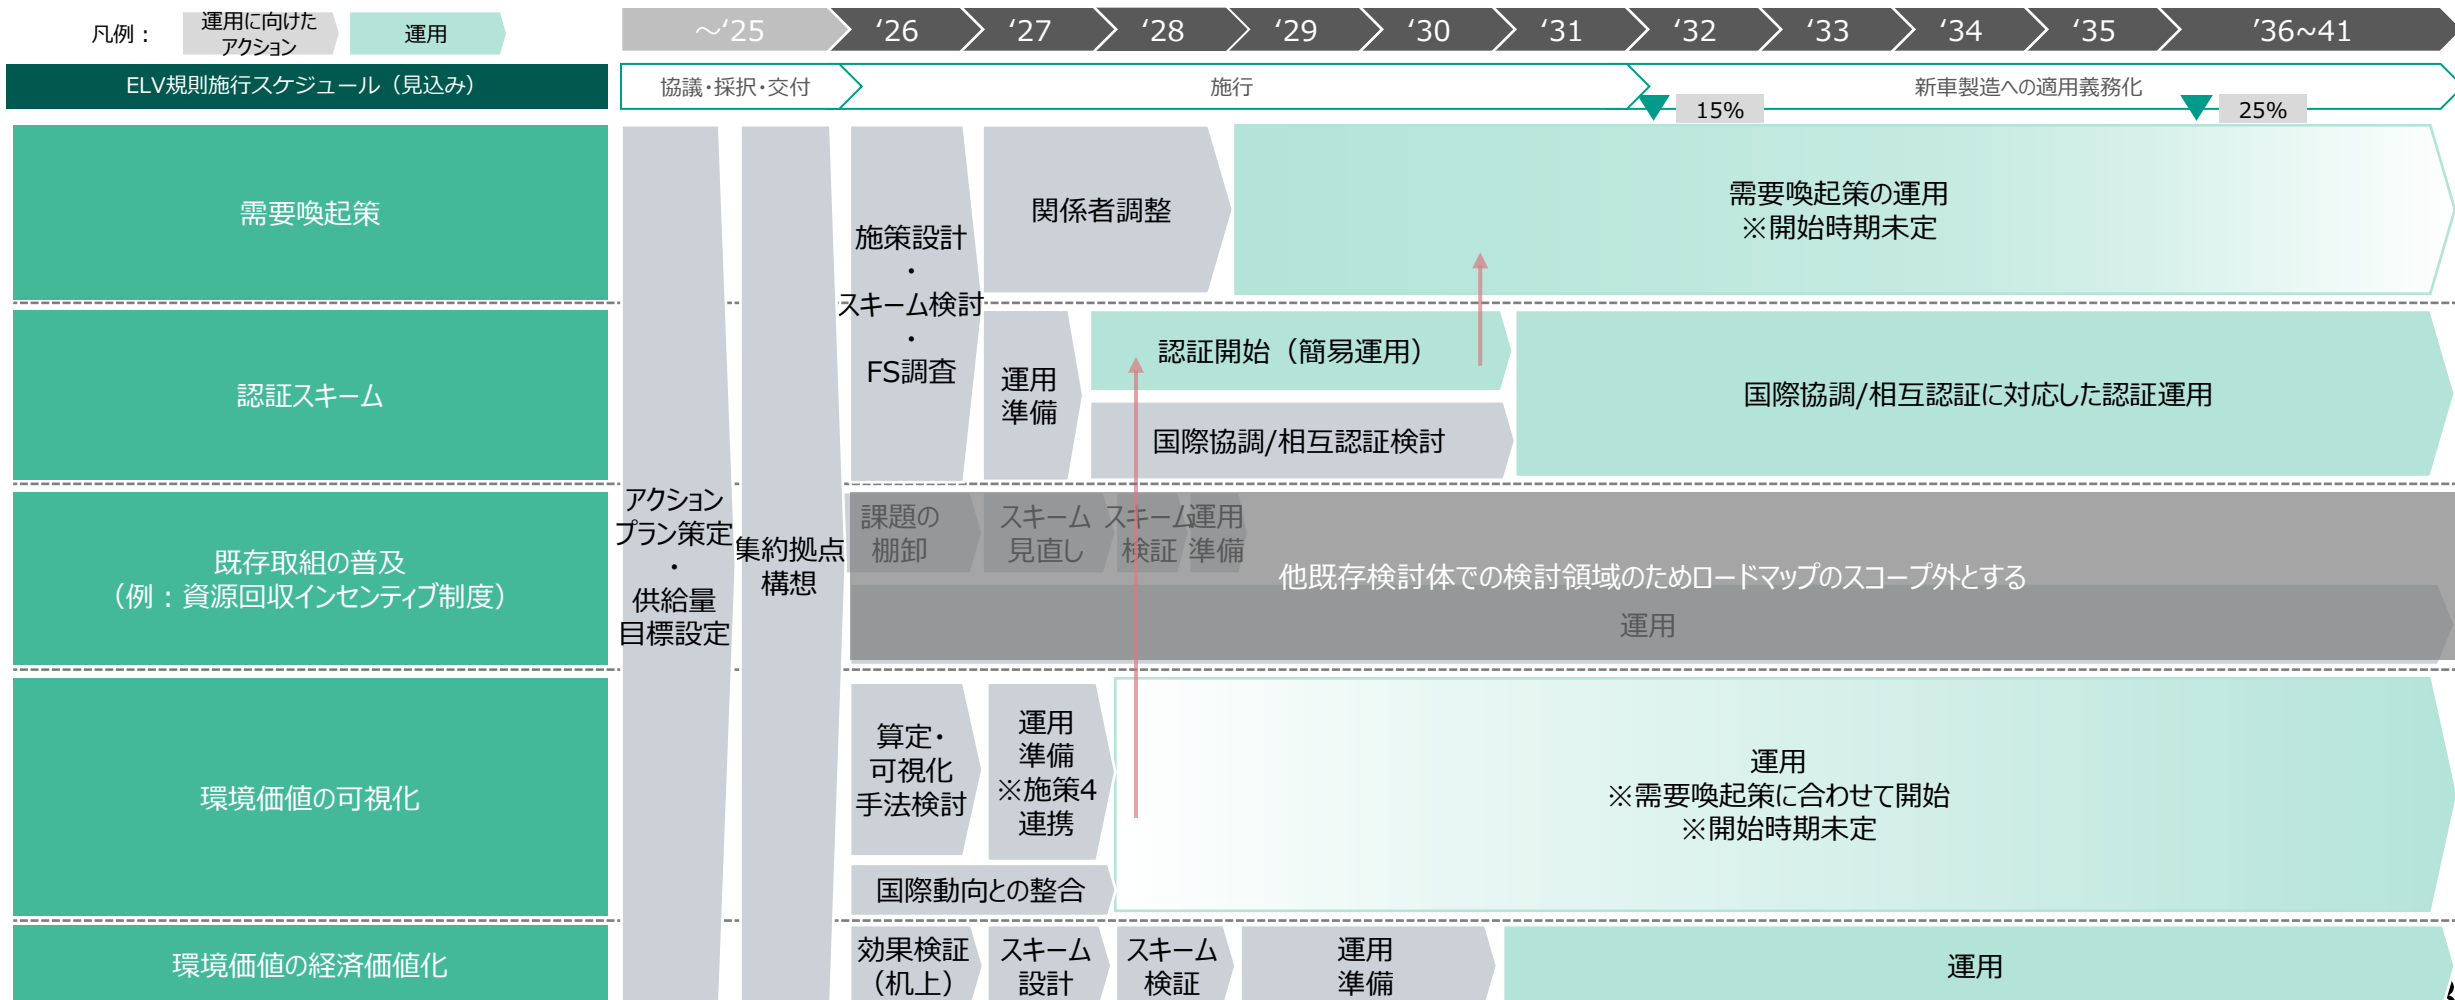 凡例：
運用に向けた
アクション
運用
～‘25
‘26
‘27
‘28
‘29
‘30
‘31
‘32
‘33
‘34
‘35
’36~41
ELV規則施行スケジュール（見込み）
協議・採択・交付
施行
新車製造への適用義務化
15%
25%
需要喚起策
認証スキーム
既存取組の普及
（例：資源回収インセンティブ制度）
環境価値の可視化
環境価値の経済価値化
アクション
プラン策定
・
供給量
目標設定
集約拠点
構想
施策設計
・
スキーム検討
・
FS調査
関係者調整
需要喚起策の運用
※開始時期未定
運用
準備
認証開始（簡易運用）
国際協調/相互認証検討
国際協調/相互認証に対応した認証運用
課題の
棚卸
スキーム
見直し
スキーム
検証
運用
準備
他既存検討体での検討領域のためロードマップのスコープ外とする
運用
算定・
可視化
手法検討
運用
準備
※施策4
連携
国際動向との整合
運用
※需要喚起策に合わせて開始
※開始時期未定
効果検証
（机上）
スキーム
設計
スキーム
検証
運用
準備
運用